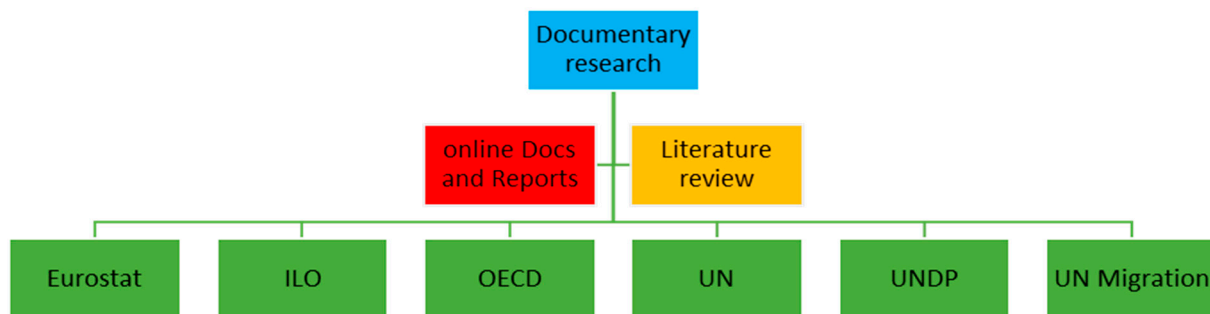 Documentary
research
online Docs
and Reports
Literature
review
Eurostat
ILO
OECD
UN
UNDP
UN Migration